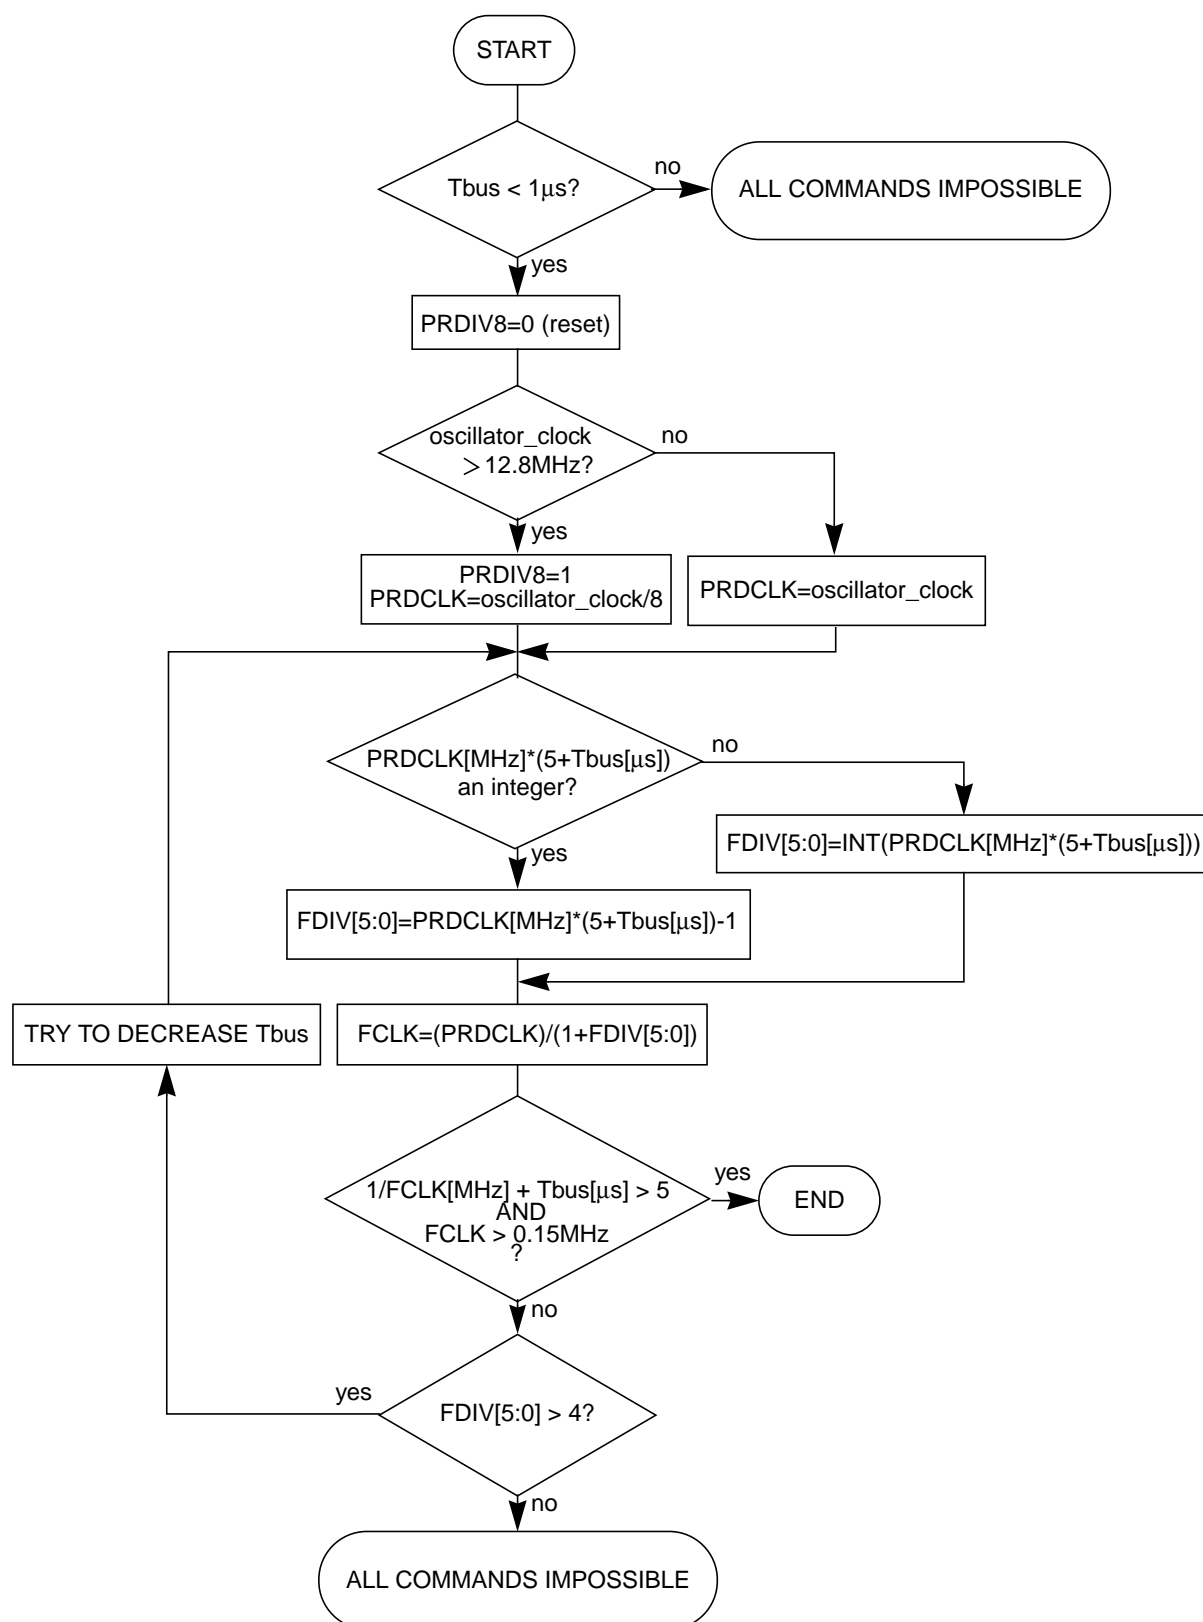 START
Tbus < 1μs?
no
ALL COMMANDS IMPOSSIBLE
yes
PRDIV8=0 (reset)
oscillator_clock
> 12.8MHz?
no
yes
PRDIV8=1
PRDCLK=oscillator_clock/8
PRDCLK=oscillator_clock
PRDCLK[MHz]*(5+Tbus[μs])
an integer?
no
yes
FDIV[5:0]=INT(PRDCLK[MHz]*(5+Tbus[μs]))
FDIV[5:0]=PRDCLK[MHz]*(5+Tbus[μs])-1
TRY TO DECREASE Tbus
FCLK=(PRDCLK)/(1+FDIV[5:0])
1/FCLK[MHz] + Tbus[μs] > 5
AND
FCLK > 0.15MHz
?
yes
END
no
yes
FDIV[5:0] > 4?
no
ALL COMMANDS IMPOSSIBLE